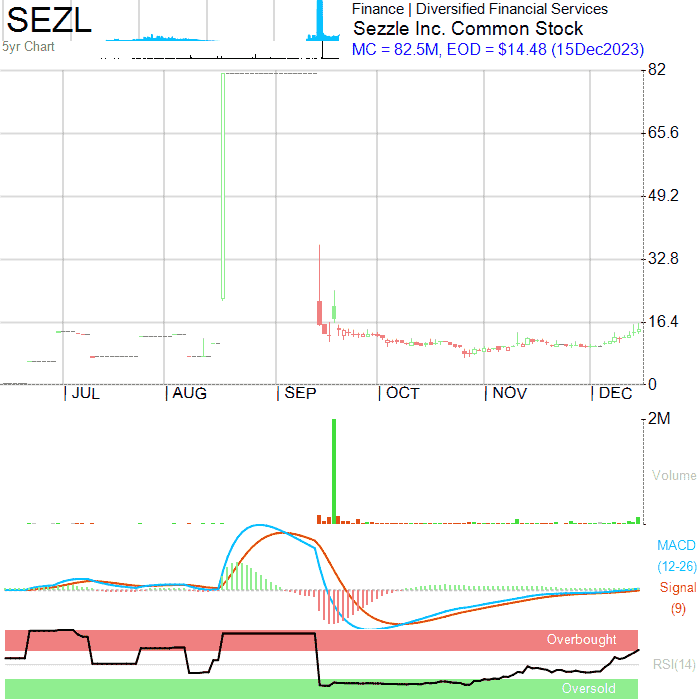 SEZL
5yr Chart
Finance | Diversified Financial Services
Sezzle Inc. Common Stock
MC = 82.5M, EOD = $14.48 (15Dec2023)
82
65.6
49.2
32.8
16.4
0
| JUL | AUG | SEP | OCT | NOV | DEC
2M
Volume
MACD
(12-26)
Signal
(9)
Overbought
RSI(14)
Oversold